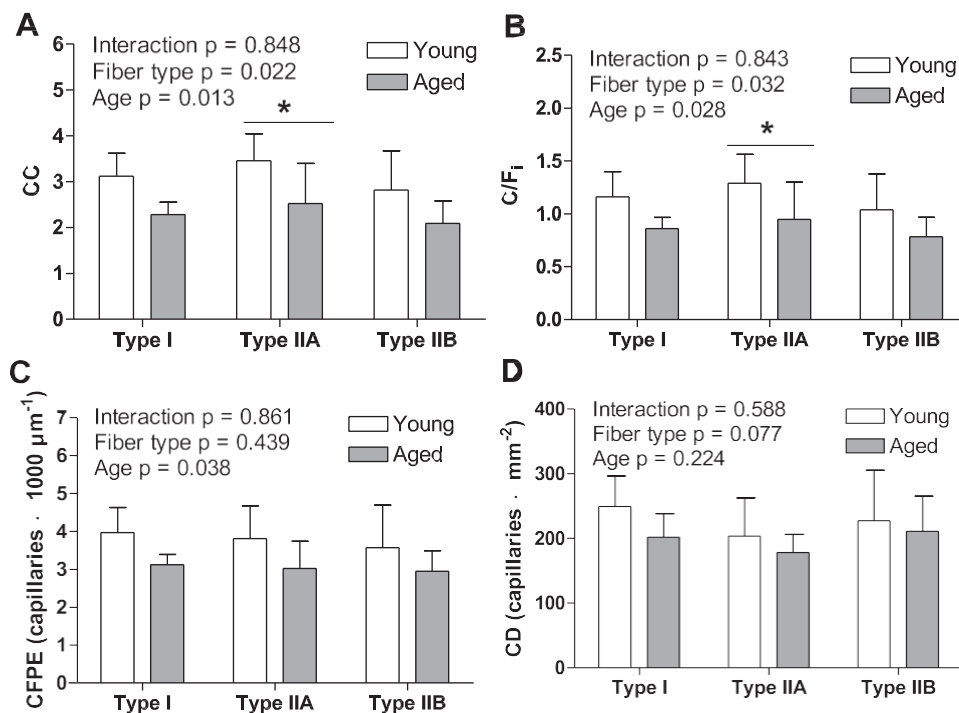 A
CC
6
5
4
3
2
1
0
Interaction p = 0.848
Fiber type p = 0.022
Age p = 0.013
Young
Aged
*
Type I Type IIA Type IIB
B
C/Fi
2.5
2.0
1.5
1.0
0.5
0.0
Interaction p = 0.843
Fiber type p = 0.032
Age p = 0.028
Young
Aged
*
Type I Type IIA Type IIB
C
CFPE (capillaries · 1000 µm-1)
7
6
5
4
3
2
1
0
Interaction p = 0.861
Fiber type p = 0.439
Age p = 0.038
Young
Aged
Type I Type IIA Type IIB
D
CD (capillaries · mm-2)
400
300
200
100
0
Interaction p = 0.588
Fiber type p = 0.077
Age p = 0.224
Young
Aged
Type I Type IIA Type IIB